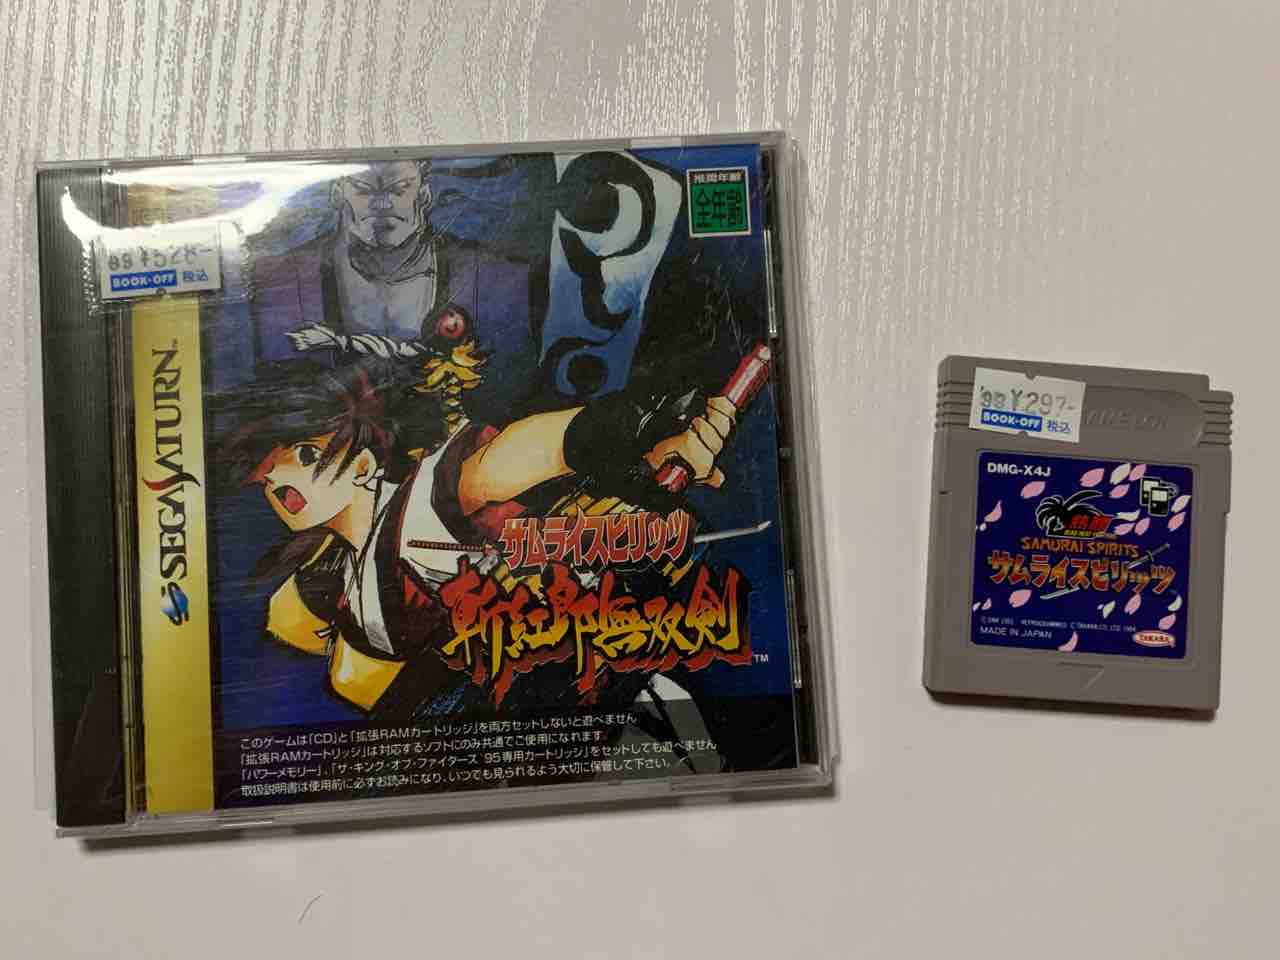 ¥526-
BOOK-OFF 税込
推奨年齢
全年齢
SEGA SATURN
サムライスピリッツ
斬紅郎無双剣
TM
このゲームは「CD」と「拡張RAMカートリッジ」を両方セットしないと遊べません
「拡張RAMカートリッジ」は対応するソフトにのみ共通でご使用になれます。
「パワーメモリー」、「ザ・キング・オブ・ファイターズ '95専用カートリッジ」をセットしても遊べません
取扱説明書は使用前に必ずお読みになり、いつでも見られるよう大切に保管して下さい。
¥297-
BOOK-OFF 税込
DMG-X4J
熱闘
SAMURAI SPIRITS
サムライスピリッツ
MADE IN JAPAN
TAKARA